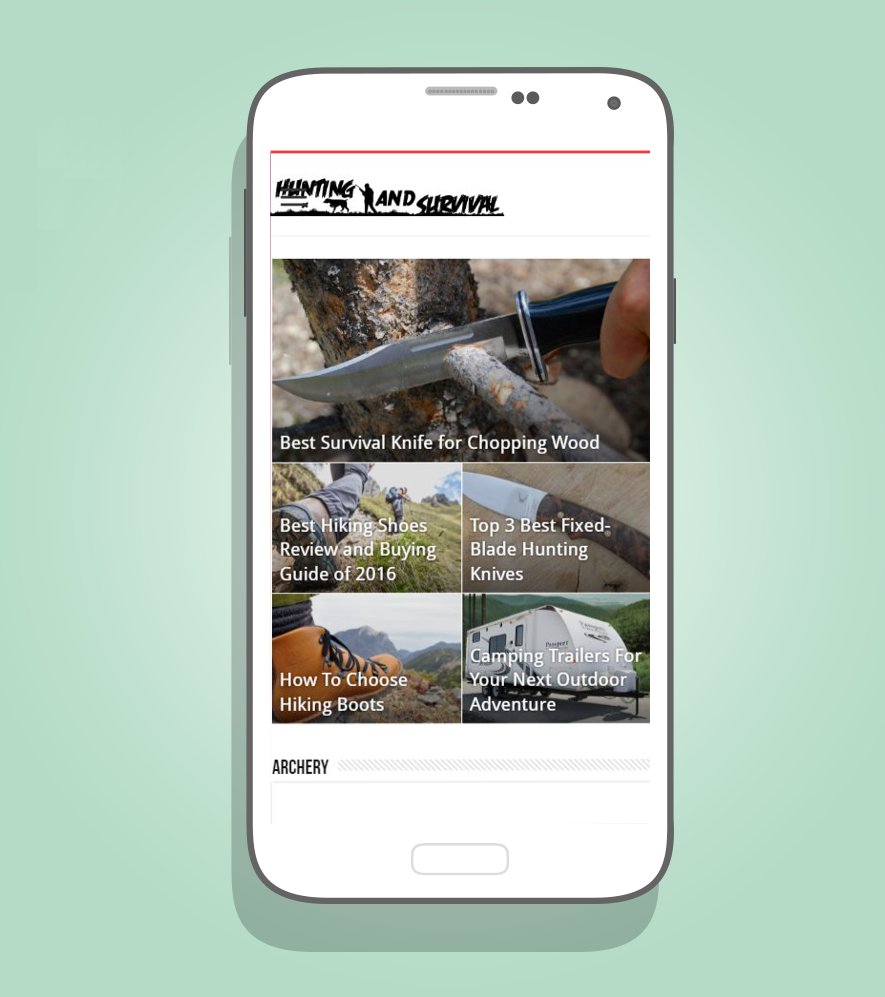 HUNTING AND SURVIVAL
Best Survival Knife for Chopping Wood
Best Hiking Shoes
Review and Buying
Guide of 2016
Top 3 Best Fixed-
Blade Hunting
Knives
How To Choose
Hiking Boots
Passport
Camping Trailers For
Your Next Outdoor
Adventure
ARCHERY